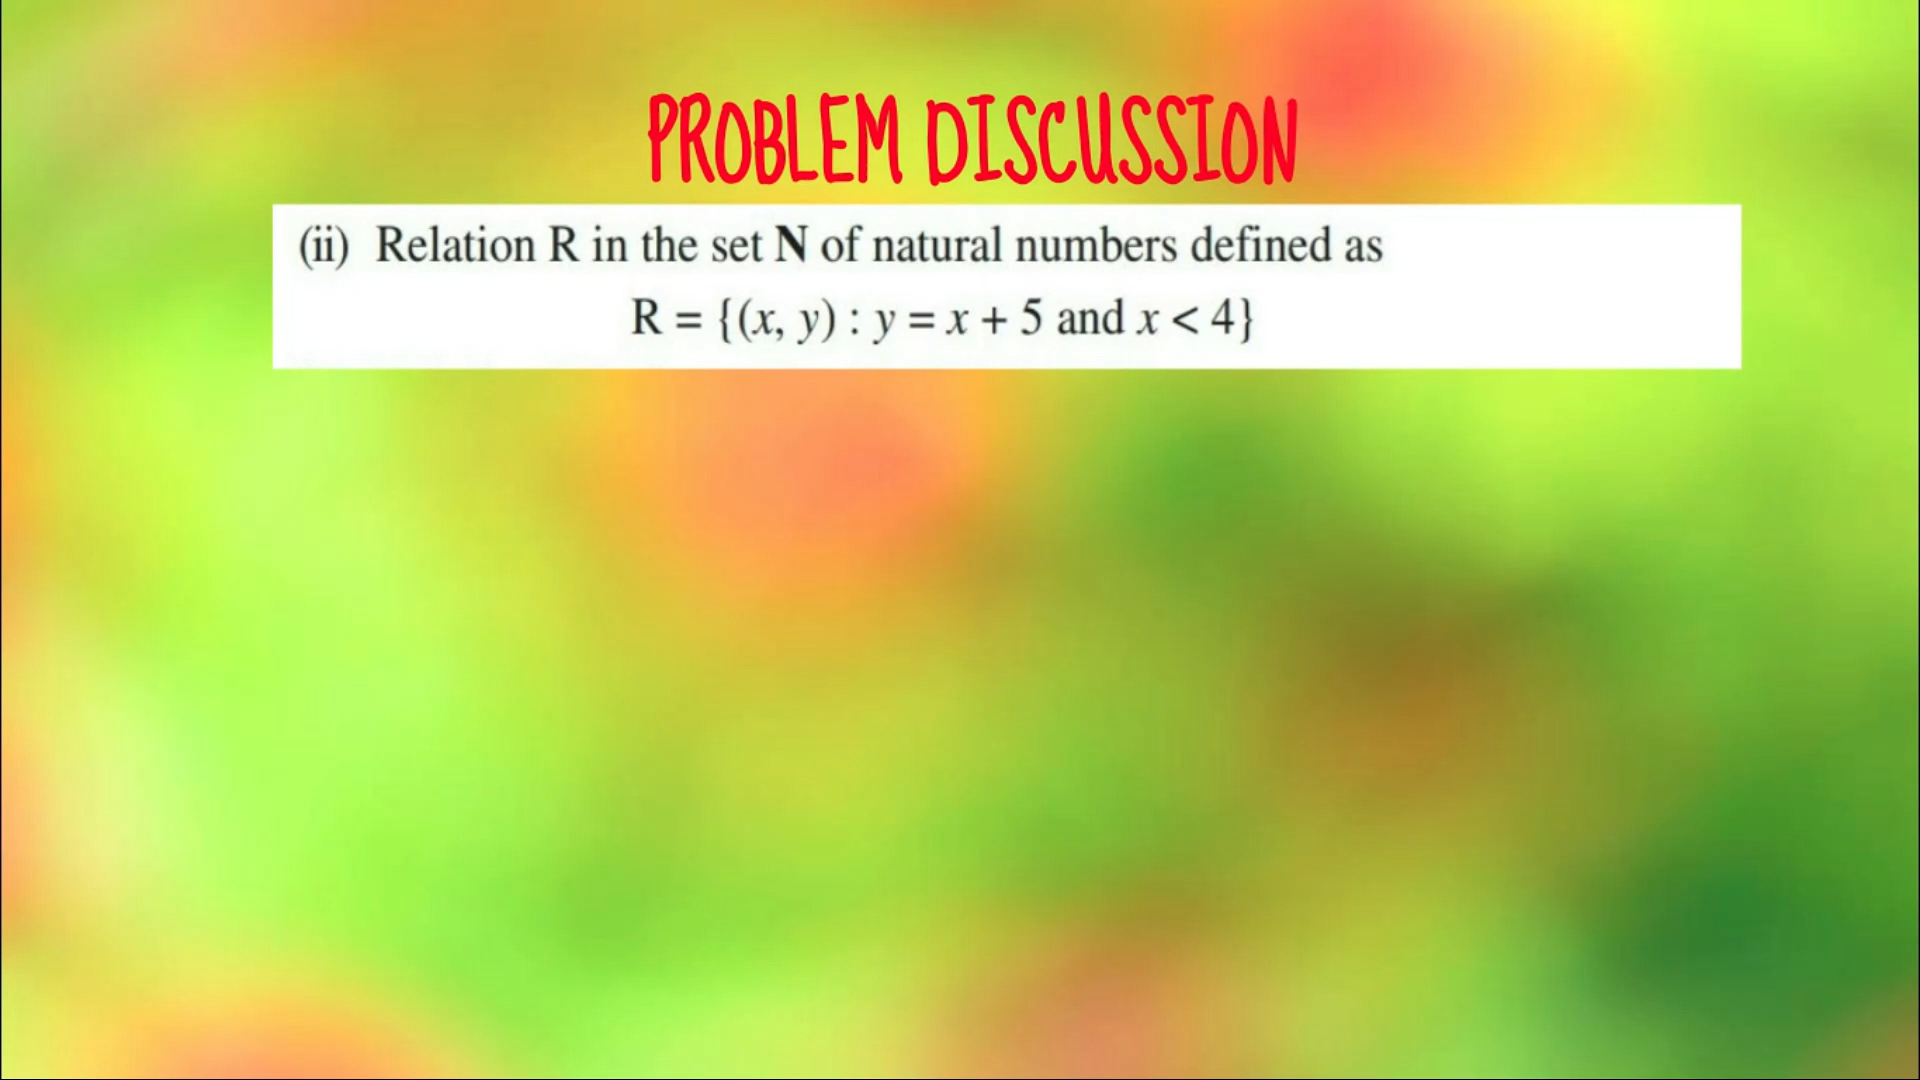 PROBLEM DISCUSSION
(ii) Relation R in the set N of natural numbers defined as
R = {(x, y) : y = x + 5 and x < 4}